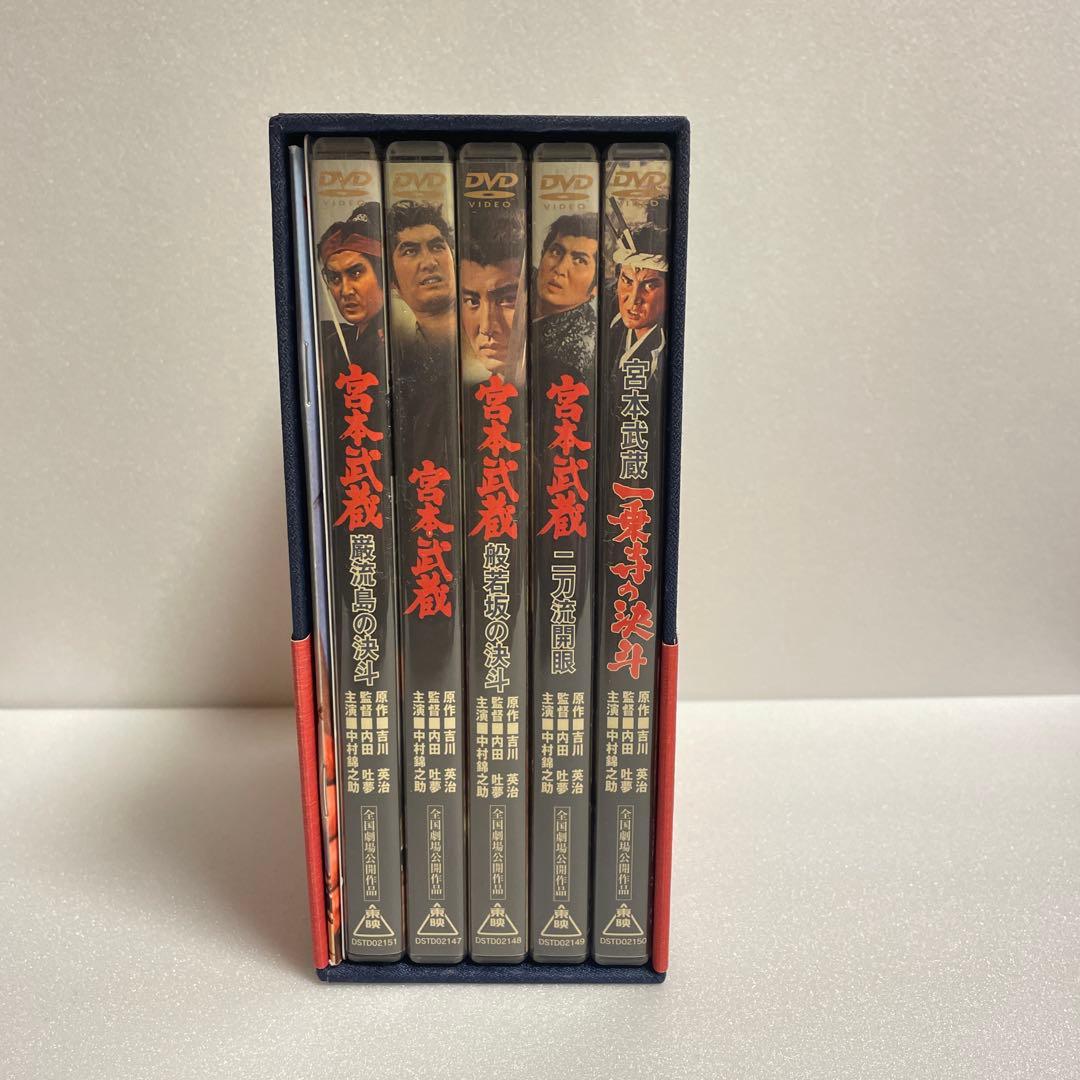 DVD
VIDEO
宮本武蔵
巌流島の決斗
原作■吉川 英治
監督■内田 吐夢
主演■中村錦之助
全国劇場公開作品
東映
DSTD02151
DVD
VIDEO
宮本武蔵
原作■吉川 英治
監督■内田 吐夢
主演■中村錦之助
全国劇場公開作品
東映
DSTD02147
DVD
VIDEO
宮本武蔵
般若坂の決斗
原作■吉川 英治
監督■内田 吐夢
主演■中村錦之助
全国劇場公開作品
東映
DSTD02148
DVD
VIDEO
宮本武蔵
二刀流開眼
原作■吉川 英治
監督■内田 吐夢
主演■中村錦之助
全国劇場公開作品
東映
DSTD02149
DVD
VIDEO
宮本武蔵
一乗寺の決斗
原作■吉川 英治
監督■内田 吐夢
主演■中村錦之助
全国劇場公開作品
東映
DSTD02150